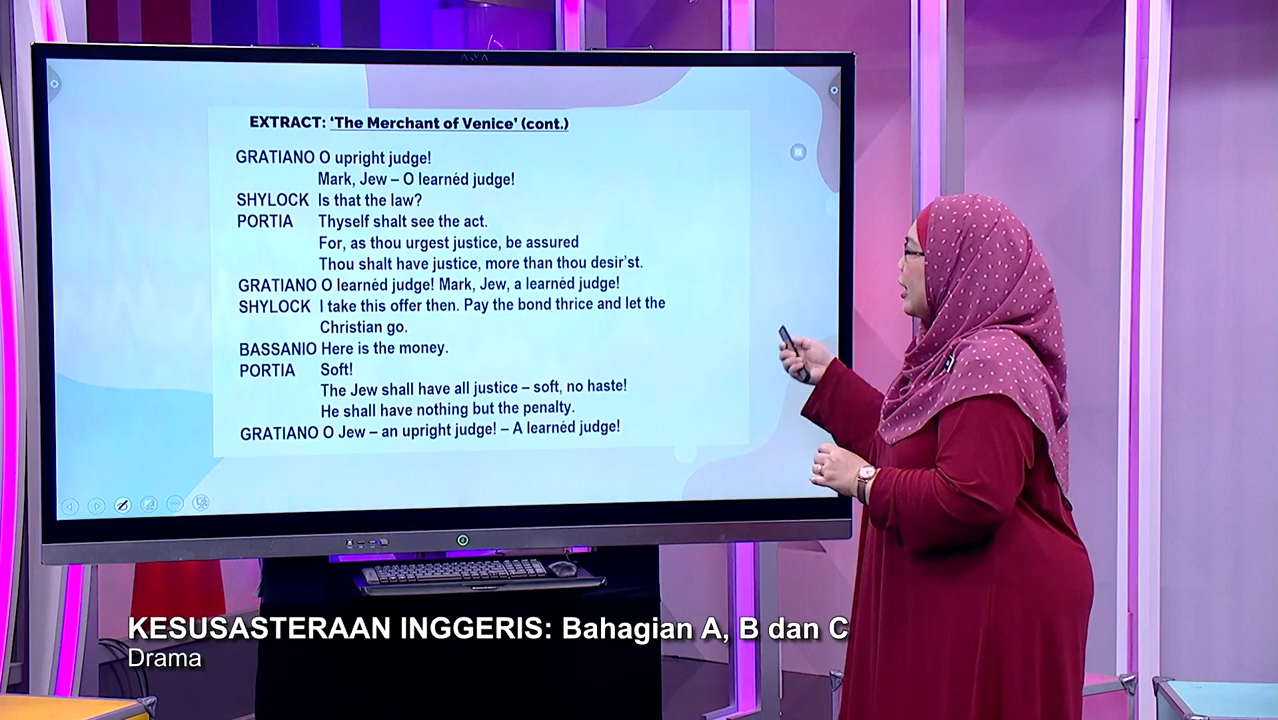 EXTRACT: ‘The Merchant of Venice' (cont.)
GRATIANO O upright judge!
Mark, Jew – O learnéd judge!
SHYLOCK Is that the law?
PORTIA Thyself shalt see the act.
For, as thou urgest justice, be assured
Thou shalt have justice, more than thou desir’st.
GRATIANO O learnéd judge! Mark, Jew, a learnéd judge!
SHYLOCK I take this offer then. Pay the bond thrice and let the
Christian go.
BASSANIO Here is the money.
PORTIA Soft!
The Jew shall have all justice – soft, no haste!
He shall have nothing but the penalty.
GRATIANO O Jew – an upright judge! – A learnéd judge!
KESUSASTERAAN INGGERIS: Bahagian A, B dan C
Drama